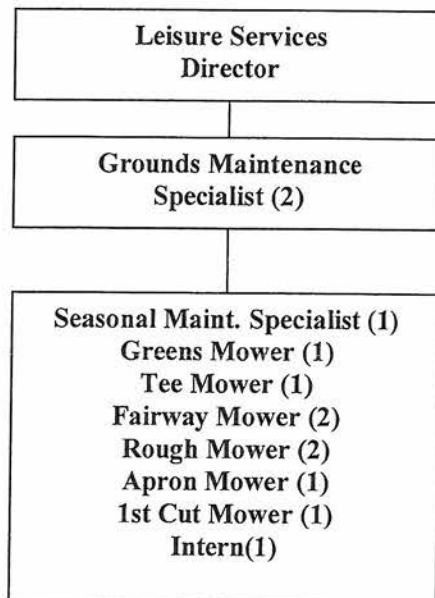 Leisure Services
Director
Grounds Maintenance
Specialist (2)
Seasonal Maint. Specialist (1)
Greens Mower (1)
Tee Mower (1)
Fairway Mower (2)
Rough Mower (2)
Apron Mower (1)
1st Cut Mower (1)
Intern(1)